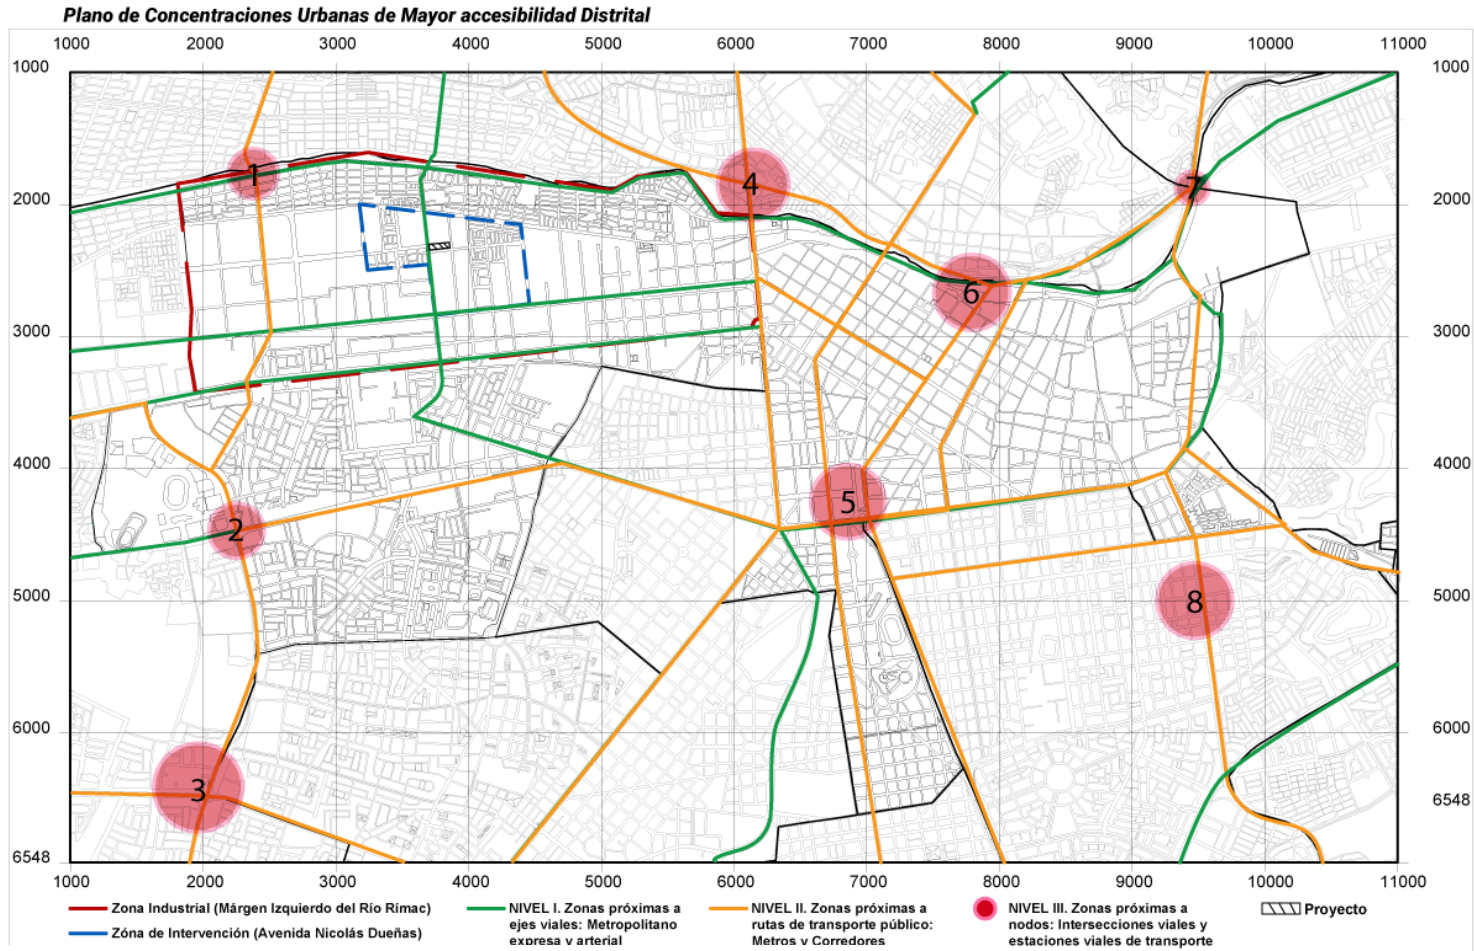 Plano de Concentraciones Urbanas de Mayor accesibilidad Distrital
1000 2000 3000 4000 5000 6000 7000 8000 9000 10000 11000
1000 1000
1
4
7
2000 2000
6
3000 3000
4000 4000
5
2
5000 5000
8
6000 6000
3
6548
6548
1000 2000 3000 4000 5000 6000 7000 8000 9000 10000 11000
Zona Industrial (Márgen Izquierdo del Río Rímac)
Zóna de Intervención (Avenida Nicolás Dueñas)
NIVEL I. Zonas próximas a
ejes viales: Metropolitano
expresa y arterial
NIVEL II. Zonas próximas a
rutas de transporte público:
Metros y Corredores
NIVEL III. Zonas próximas a
nodos: Intersecciones viales y
estaciones viales de transporte
Proyecto